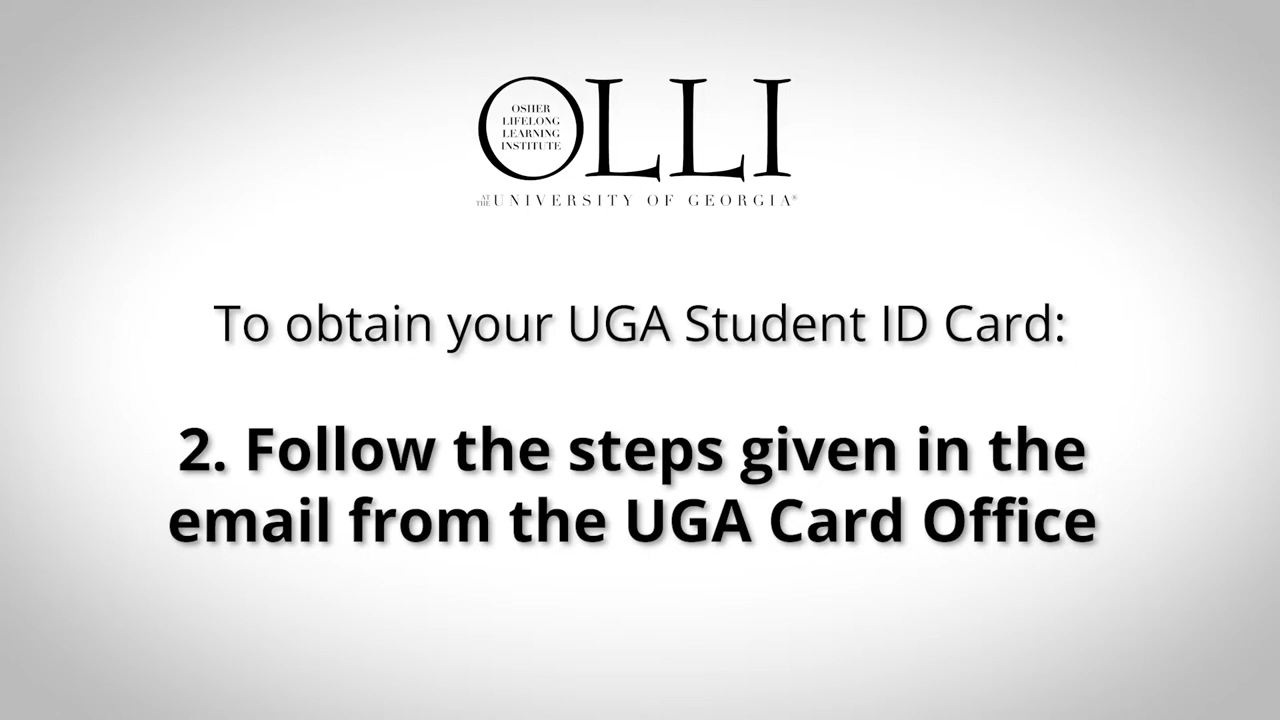 OLLI
OSHER
LIFELONG
LEARNING
INSTITUTE
AT THE UNIVERSITY OF GEORGIA®
To obtain your UGA Student ID Card:
2. Follow the steps given in the
email from the UGA Card Office